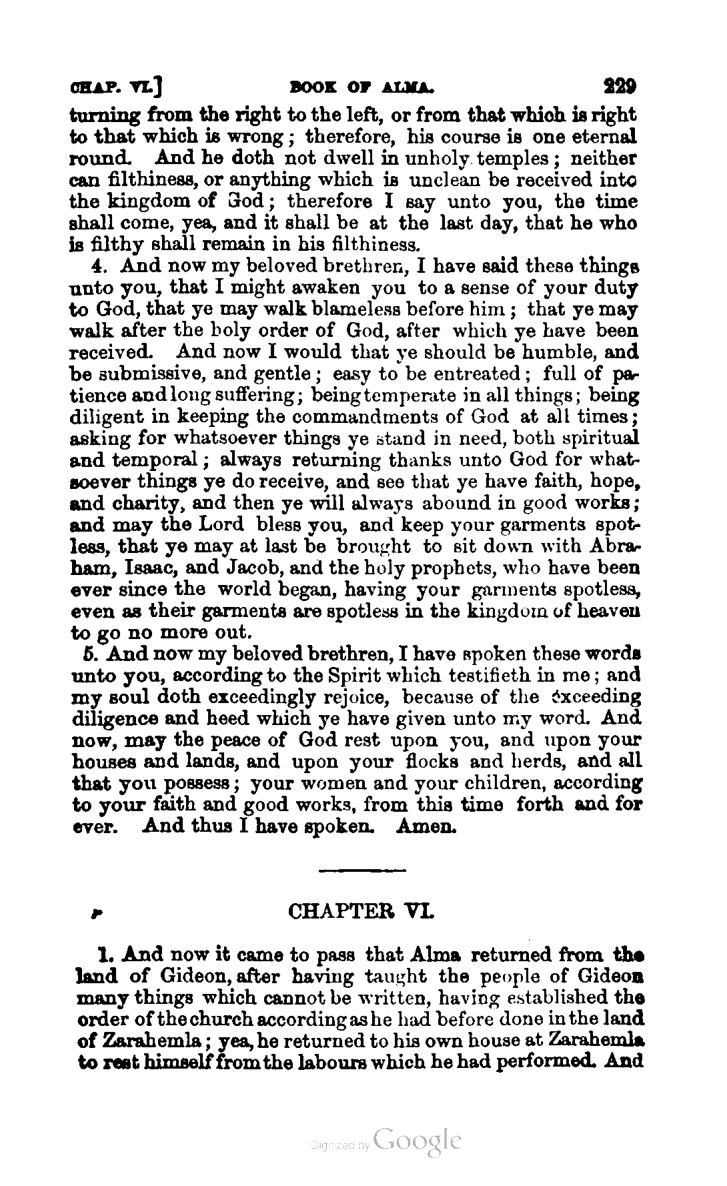 CHAP. VI.] BOOK OF ALMA. 229
turning from the right to the left, or from that which is right
to that which is wrong; therefore, his course is one eternal
round. And he doth not dwell in unholy temples; neither
can filthiness, or anything which is unclean be received into
the kingdom of God; therefore I say unto you, the time
shall come, yea, and it shall be at the last day, that he who
is filthy shall remain in his filthiness.
4. And now my beloved brethren, I have said these things
unto you, that I might awaken you to a sense of your duty
to God, that ye may walk blameless before him; that ye may
walk after the holy order of God, after which ye have been
received. And now I would that ye should be humble, and
be submissive, and gentle; easy to be entreated; full of pa-
tience and long suffering; being temperate in all things; being
diligent in keeping the commandments of God at all times;
asking for whatsoever things ye stand in need, both spiritual
and temporal; always returning thanks unto God for what-
soever things ye do receive, and see that ye have faith, hope,
and charity, and then ye will always abound in good works;
and may the Lord bless you, and keep your garments spot-
less, that ye may at last be brought to sit down with Abra-
ham, Isaac, and Jacob, and the holy prophets, who have been
ever since the world began, having your garments spotless,
even as their garments are spotless in the kingdom of heaven
to go no more out.
5. And now my beloved brethren, I have spoken these words
unto you, according to the Spirit which testifieth in me; and
my soul doth exceedingly rejoice, because of the exceeding
diligence and heed which ye have given unto my word. And
now, may the peace of God rest upon you, and upon your
houses and lands, and upon your flocks and herds, and all
that you possess; your women and your children, according
to your faith and good works, from this time forth and for
ever. And thus I have spoken. Amen.
CHAPTER VI.
1. And now it came to pass that Alma returned from the
land of Gideon, after having taught the people of Gideon
many things which cannot be written, having established the
order of the church according as he had before done in the land
of Zarahemla; yea, he returned to his own house at Zarahemla
to rest himself from the labours which he had performed. And
Digitized by Google